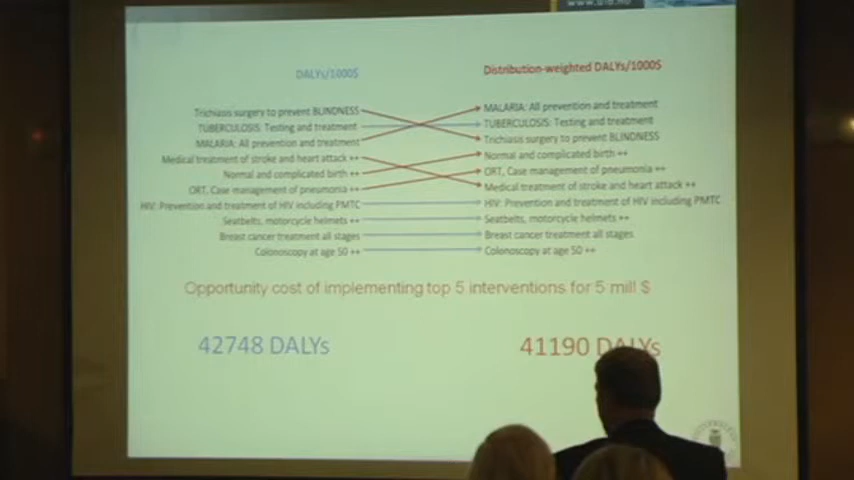 www.uib.no
DALYs/1000$
Trichiasis surgery to prevent BLINDNESS
TUBERCULOSIS: Testing and treatment
MALARIA: All prevention and treatment
Medical treatment of stroke and heart attack ++
Normal and complicated birth ++
ORT, Case management of pneumonia ++
HIV: Prevention and treatment of HIV including PMTC
Seatbelts, motorcycle helmets ++
Breast cancer treatment all stages
Colonoscopy at age 50 ++
Distribution-weighted DALYs/1000$
MALARIA: All prevention and treatment
TUBERCULOSIS: Testing and treatment
Trichiasis surgery to prevent BLINDNESS
Normal and complicated birth ++
ORT, Case management of pneumonia ++
Medical treatment of stroke and heart attack ++
HIV: Prevention and treatment of HIV including PMTC
Seatbelts, motorcycle helmets ++
Breast cancer treatment all stages
Colonoscopy at age 50 ++
Opportunity cost of implementing top 5 interventions for 5 mill $
42748 DALYs
41190 DALYs